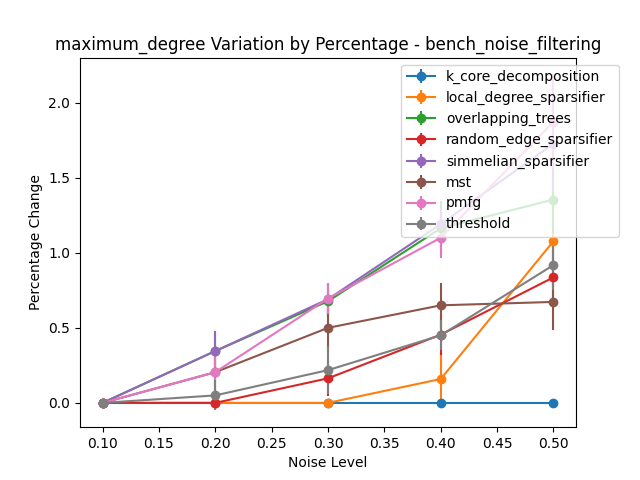 maximum_degree Variation by Percentage - bench_noise_filtering
k_core_decomposition
local_degree_sparsifier
overlapping_trees
random_edge_sparsifier
simmelian_sparsifier
mst
pmfg
threshold
Percentage Change
2.0
1.5
1.0
0.5
0.0
0.10 0.15 0.20 0.25 0.30 0.35 0.40 0.45 0.50
Noise Level